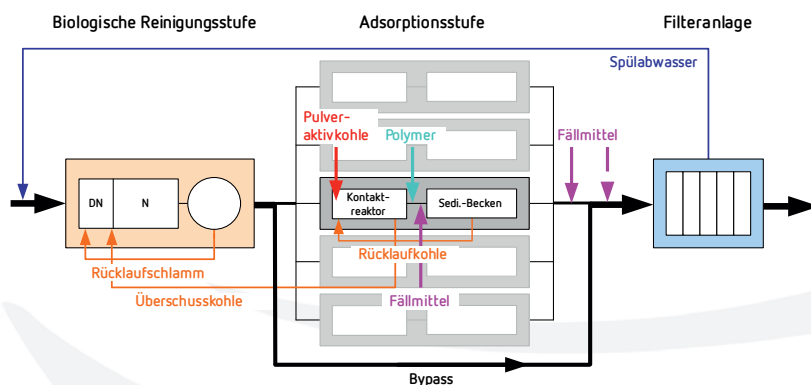 Biologische Reinigungsstufe
Adsorptionsstufe
Filteranlage
Spülabwasser
Pulver-
aktivkohle
Polymer
Fällmittel
DN
N
Kontakt-
reaktor
Sedi.-Becken
Rücklaufkohle
Rücklaufschlamm
Überschusskohle
Fällmittel
Bypass